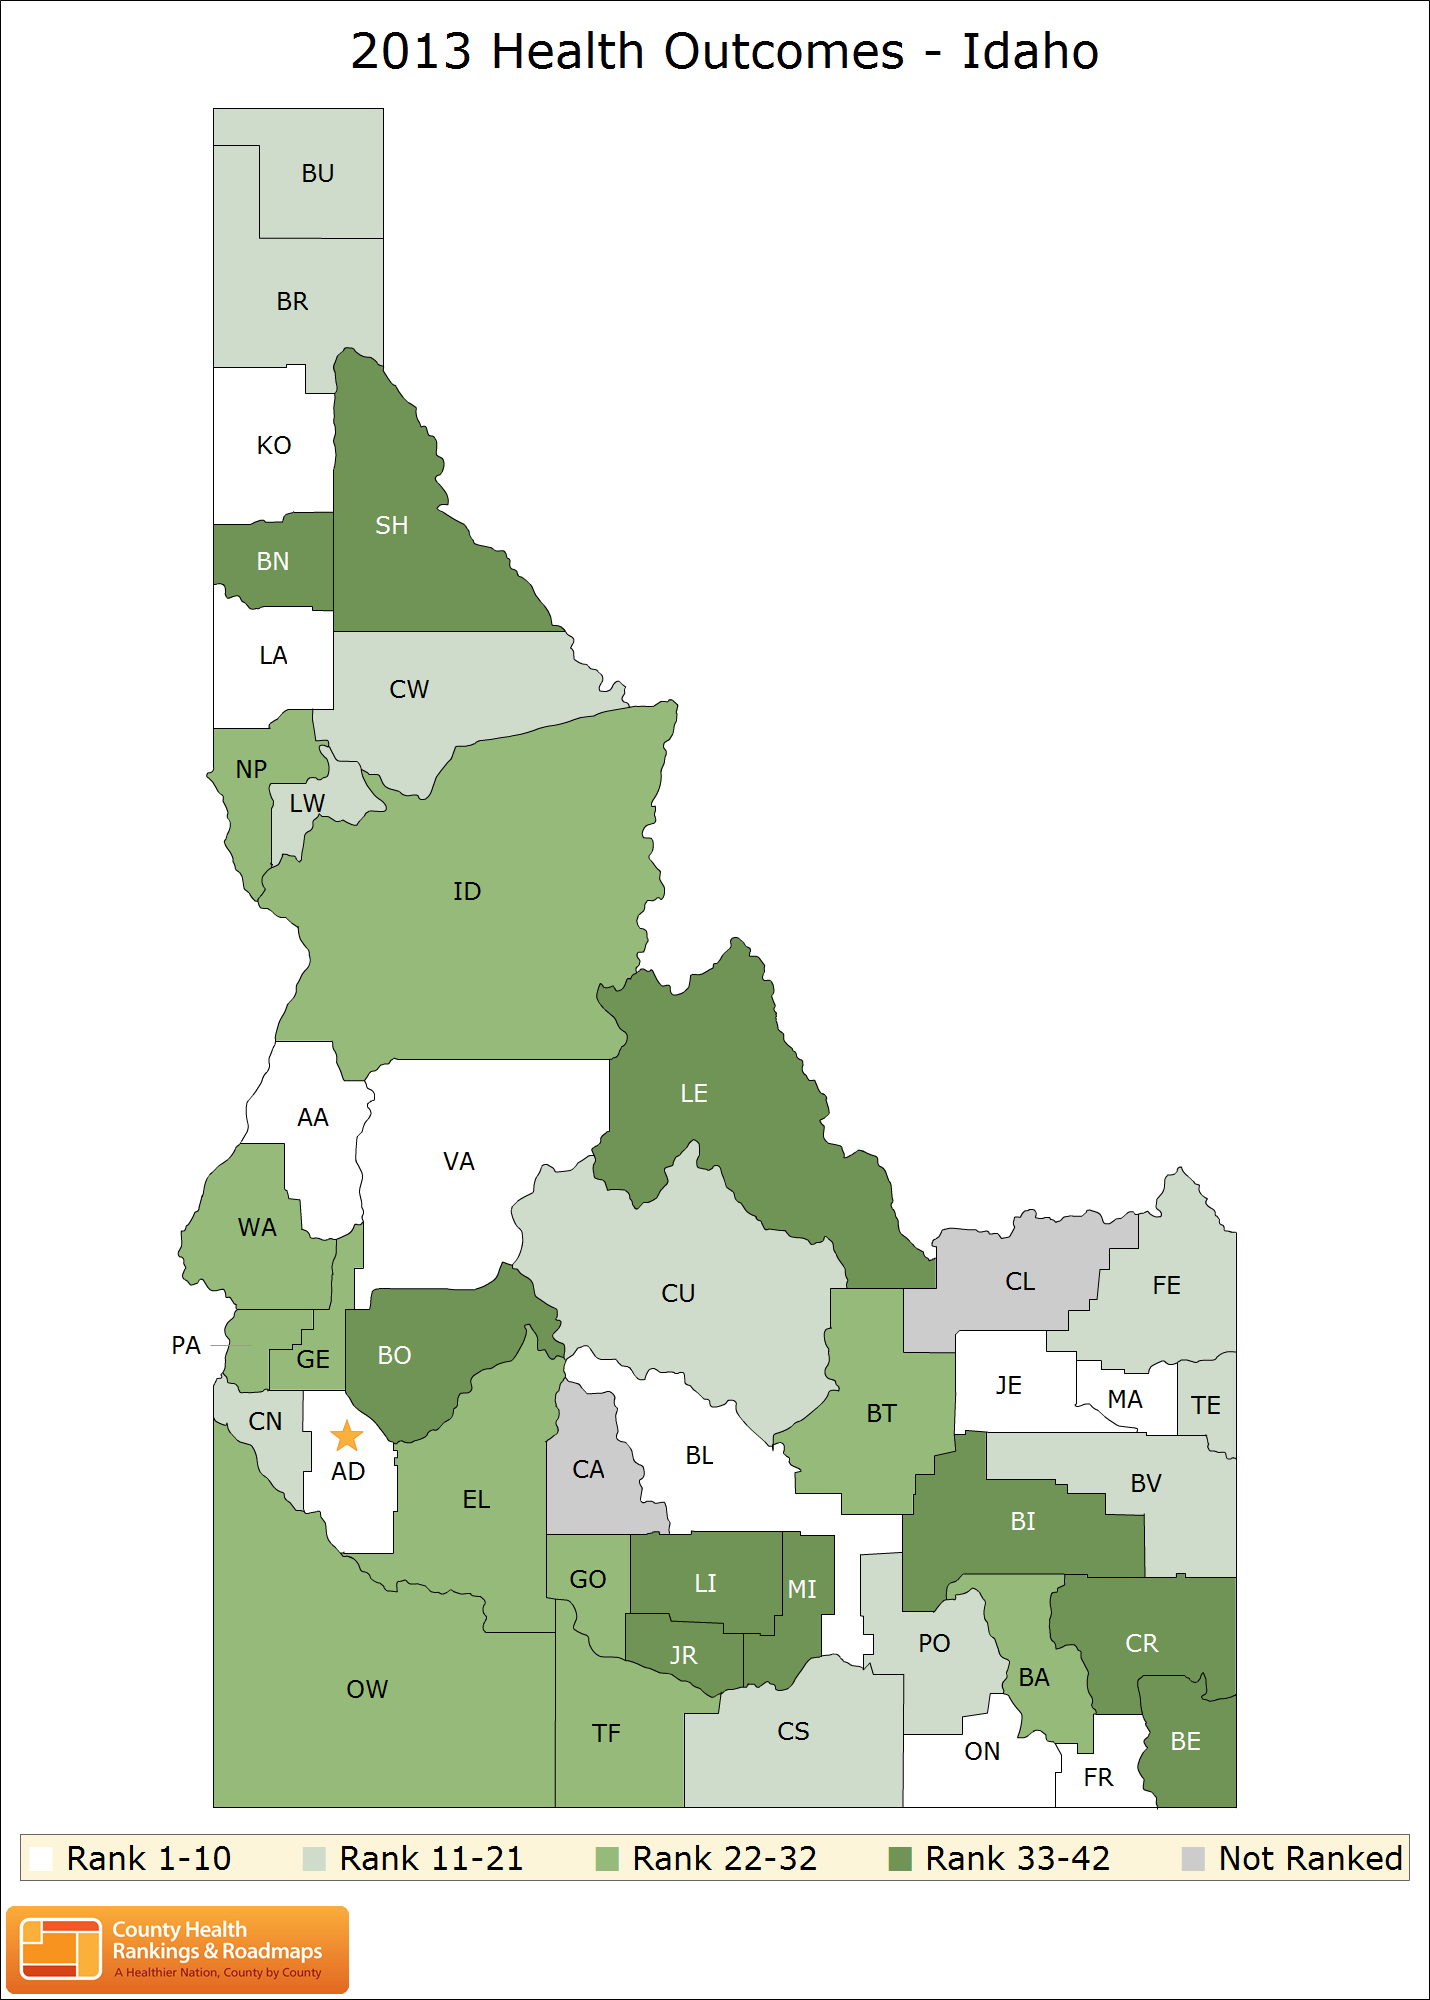 2013 Health Outcomes - Idaho
BU
BR
KO
SH
BN
LA
CW
NP
LW
ID
LE
AA
VA
WA
CU
CL
FE
PA
GE
BO
JE
MA
TE
CN
BT
AD
BL
CA
BV
EL
BI
GO
LI
MI
PO
CR
JR
BA
OW
TF
CS
BE
ON
FR
Rank 1-10 Rank 11-21 Rank 22-32 Rank 33-42 Not Ranked
County Health
Rankings & Roadmaps
A Healthier Nation, County by County